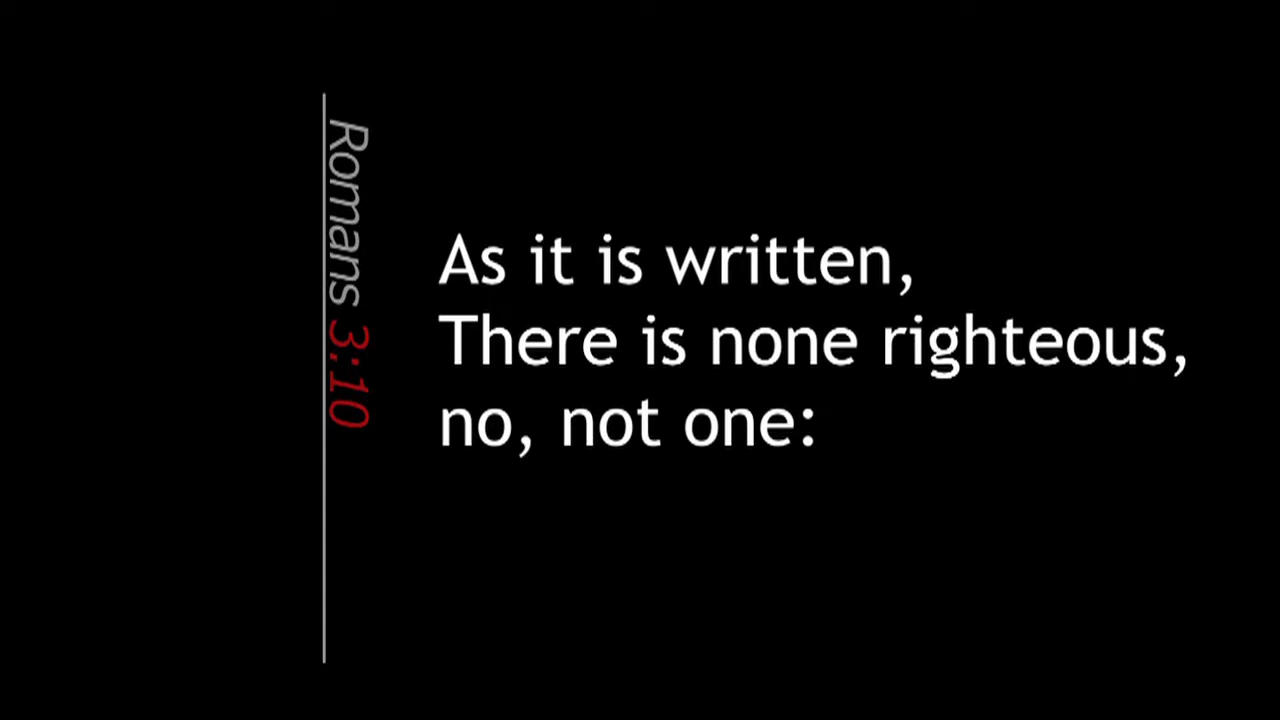 Romans 3:10
As it is written,
There is none righteous,
no, not one: